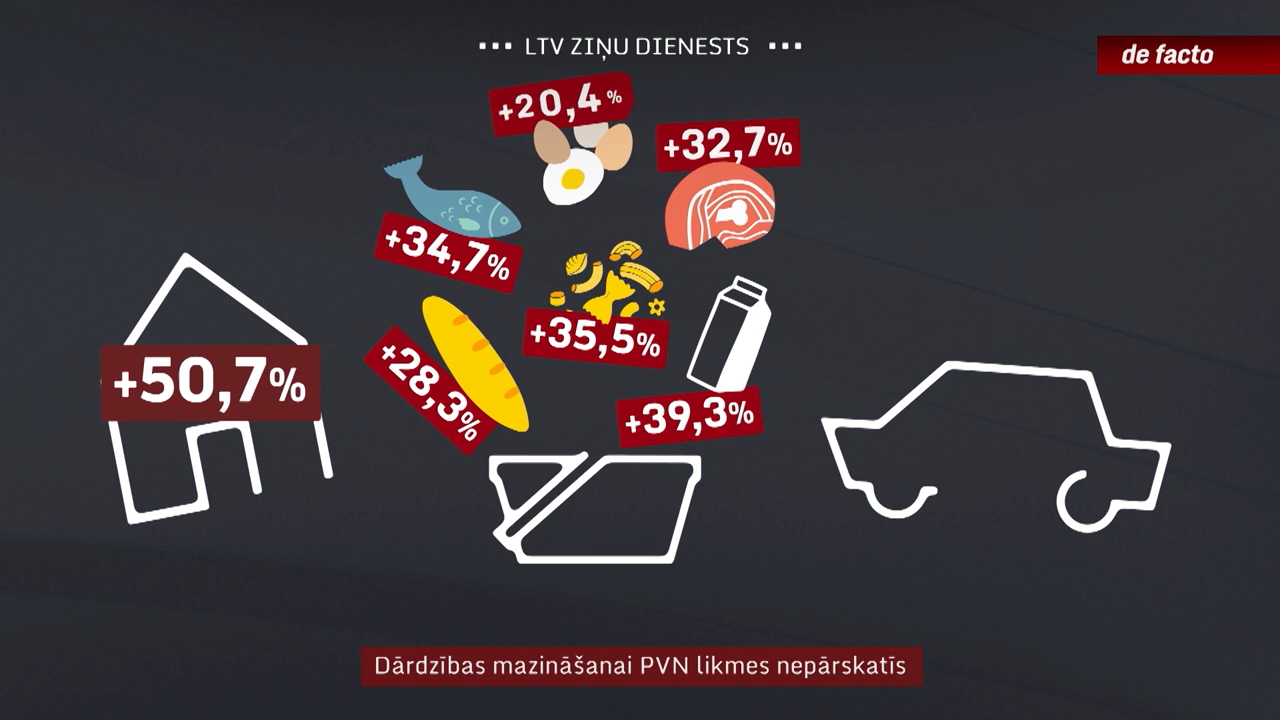 LTV ZIŅU DIENESTS
de facto
+20,4%
+32,7%
+34,7%
+35,5%
+50,7%
+28,3%
+39,3%
Dārdzības mazināšanai PVN likmes nepārskatīs